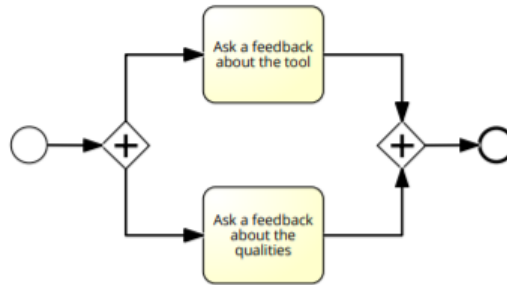 Ask a feedback
about the tool
Ask a feedback
about the
qualities